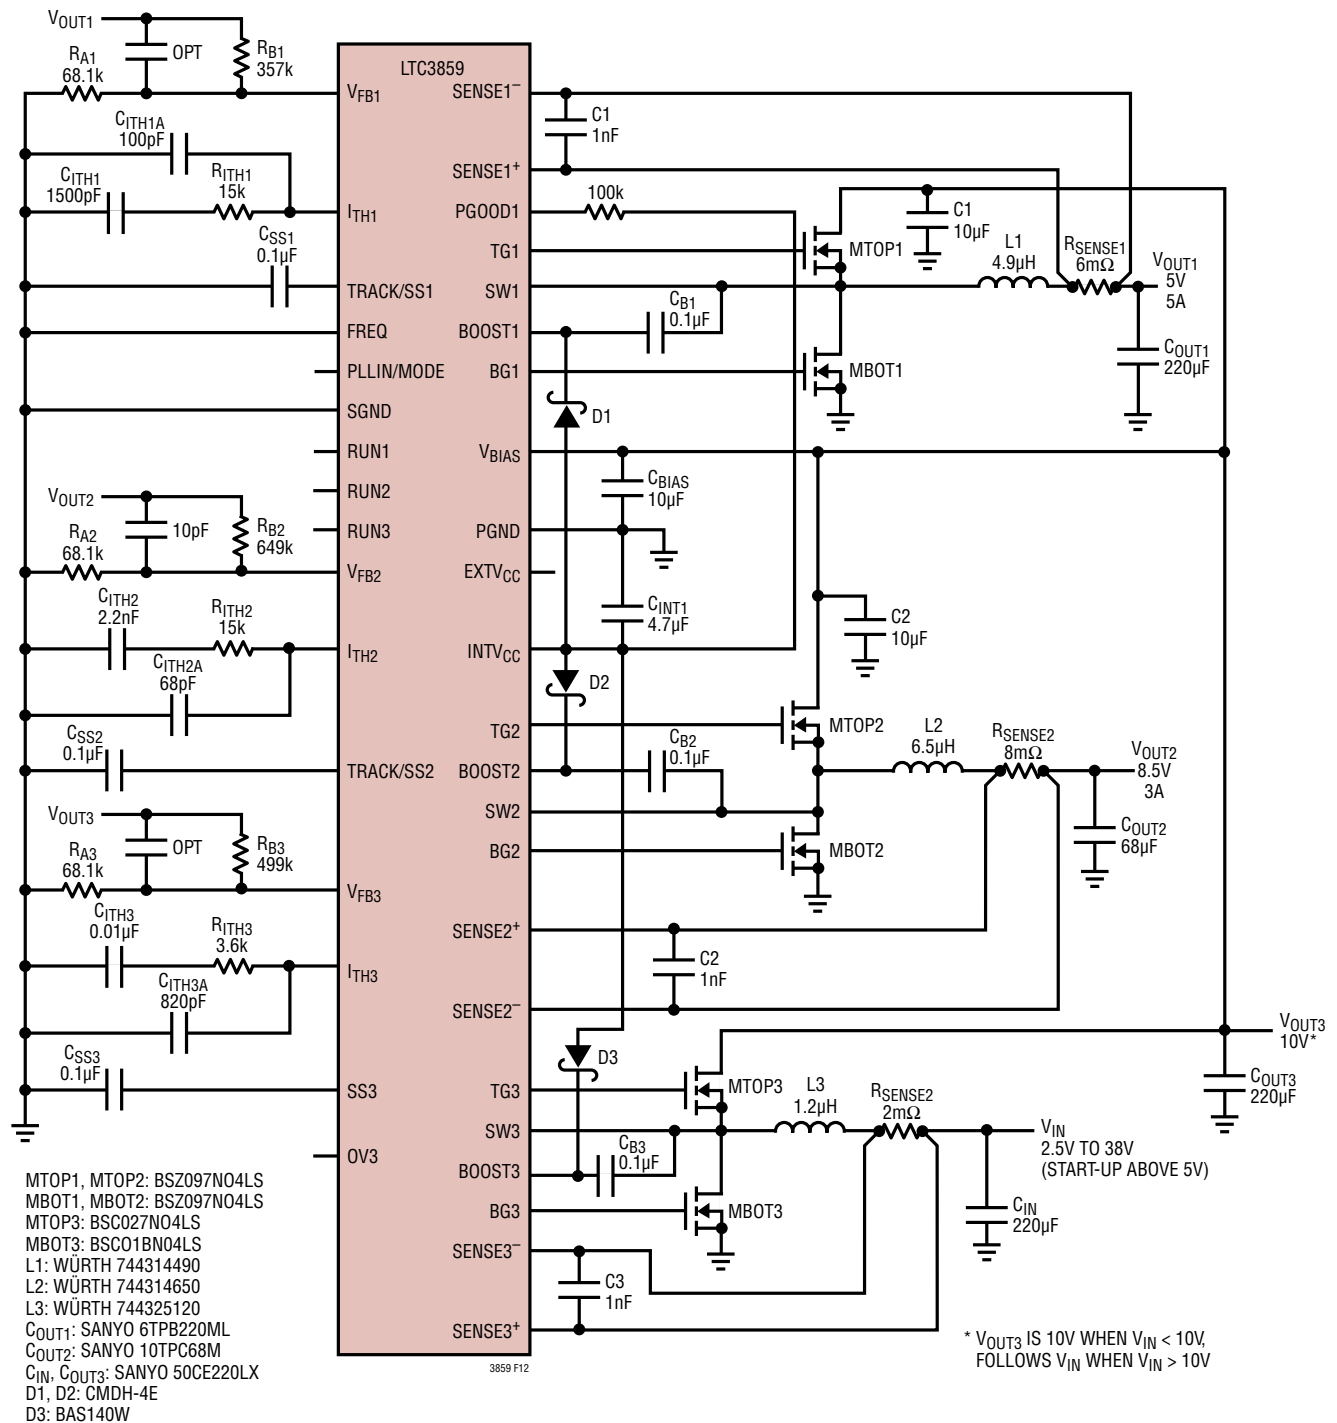 VOUT1
OPT
RB1
357k
RA1
68.1k
LTC3859
VFB1
SENSE1–
C1
1nF
CITH1A
100pF
SENSE1+
CITH1
1500pF
RITH1
15k
ITH1
PGOOD1
100k
C1
10µF
TG1
MTOP1
L1
4.9µH
RSENSE1
6mΩ
VOUT1
5V
5A
CSS1
0.1µF
TRACK/SS1
SW1
CB1
0.1µF
FREQ
BOOST1
COUT1
220µF
PLLIN/MODE
BG1
MBOT1
SGND
D1
RUN1
VBIAS
CBIAS
10µF
RUN2
VOUT2
10pF
RB2
649k
RA2
68.1k
RUN3
PGND
VFB2
EXTVCC
CINT1
4.7µF
C2
10µF
CITH2
2.2nF
RITH2
15k
ITH2
INTVCC
CITH2A
68pF
D2
TG2
MTOP2
L2
6.5µH
RSENSE2
8mΩ
VOUT2
8.5V
3A
CSS2
0.1µF
TRACK/SS2
BOOST2
CB2
0.1µF
SW2
COUT2
68µF
VOUT3
OPT
RB3
499k
RA3
68.1k
BG2
MBOT2
VFB3
CITH3
0.01µF
RITH3
3.6k
SENSE2+
ITH3
C2
1nF
CITH3A
820pF
SENSE2–
VOUT3
10V*
CSS3
0.1µF
D3
SS3
TG3
MTOP3
L3
1.2µH
RSENSE2
2mΩ
COUT3
220µF
SW3
VIN
2.5V TO 38V
(START-UP ABOVE 5V)
OV3
CB3
0.1µF
BOOST3
BG3
MBOT3
CIN
220µF
SENSE3–
C3
1nF
SENSE3+
MTOP1, MTOP2: BSZ097NO4LS
MBOT1, MBOT2: BSZ097NO4LS
MTOP3: BSC027NO4LS
MBOT3: BSCO1BN04LS
L1: WÜRTH 744314490
L2: WÜRTH 744314650
L3: WÜRTH 744325120
COUT1: SANYO 6TPB220ML
COUT2: SANYO 10TPC68M
CIN, COUT3: SANYO 50CE220LX
D1, D2: CMDH-4E
D3: BAS140W
3859 F12
* VOUT3 IS 10V WHEN VIN < 10V,
FOLLOWS VIN WHEN VIN > 10V